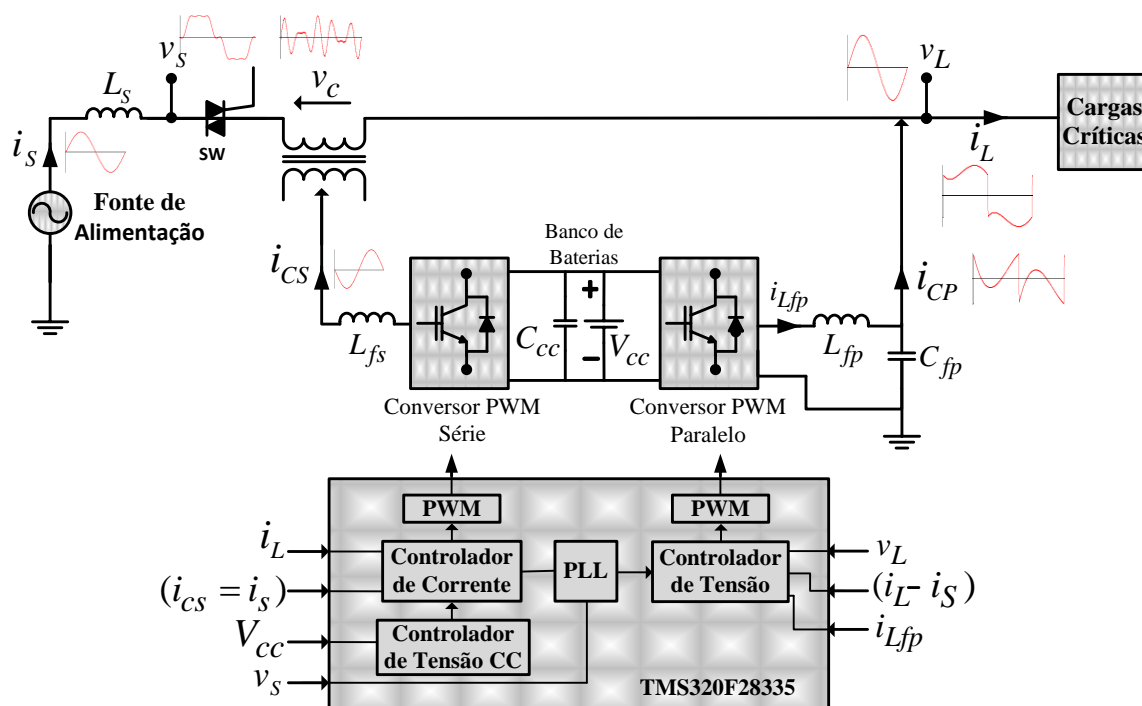 v_S
v_c
v_L
L_s
SW
i_S
Fonte de
Alimentação
i_L
Cargas
Críticas
i_CS
Banco de
Baterias
i_CP
L_fs
C_cc
+
V_cc
−
i_Lfp
L_fp
C_fp
Conversor PWM
Série
Conversor PWM
Paralelo
PWM
PWM
i_L
Controlador
de Corrente
PLL
Controlador
de Tensão
v_L
(i_cs = i_s)
(i_L - i_S)
V_cc
Controlador
de Tensão CC
i_Lfp
v_s
TMS320F28335